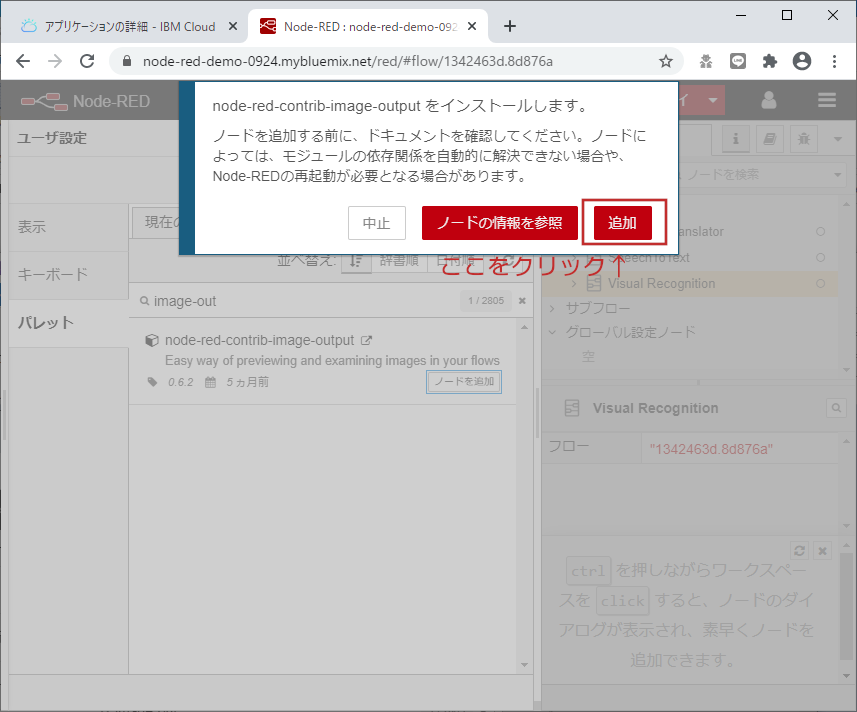 アプリケーションの詳細 - IBM Cloud
Node-RED : node-red-demo-092
node-red-demo-0924.mybluemix.net/red/#flow/1342463d.8d876a
Node-RED
イ
node-red-contrib-image-output をインストールします。
ノードを追加する前に、ドキュメントを確認してください。ノードに
よっては、モジュールの依存関係を自動的に解決できない場合や、
Node-REDの再起動が必要となる場合があります。
中止
ノードの情報を参照
追加
ここをクリック↑
ユーザ設定
表示
キーボード
パレット
現在の
並べ替え:
辞書順
日付順
image-out
1 / 2805
node-red-contrib-image-output
Easy way of previewing and examining images in your flows
0.6.2
5 ヵ月前
ノードを追加
ノードを検索
anslator
SpeechToText
Visual Recognition
サブフロー
グローバル設定ノード
空
Visual Recognition
フロー
"1342463d.8d876a"
ctrl を押しながらワークスペー
スを click すると、ノードのダイ
アログが表示され、素早くノードを
追加できます。